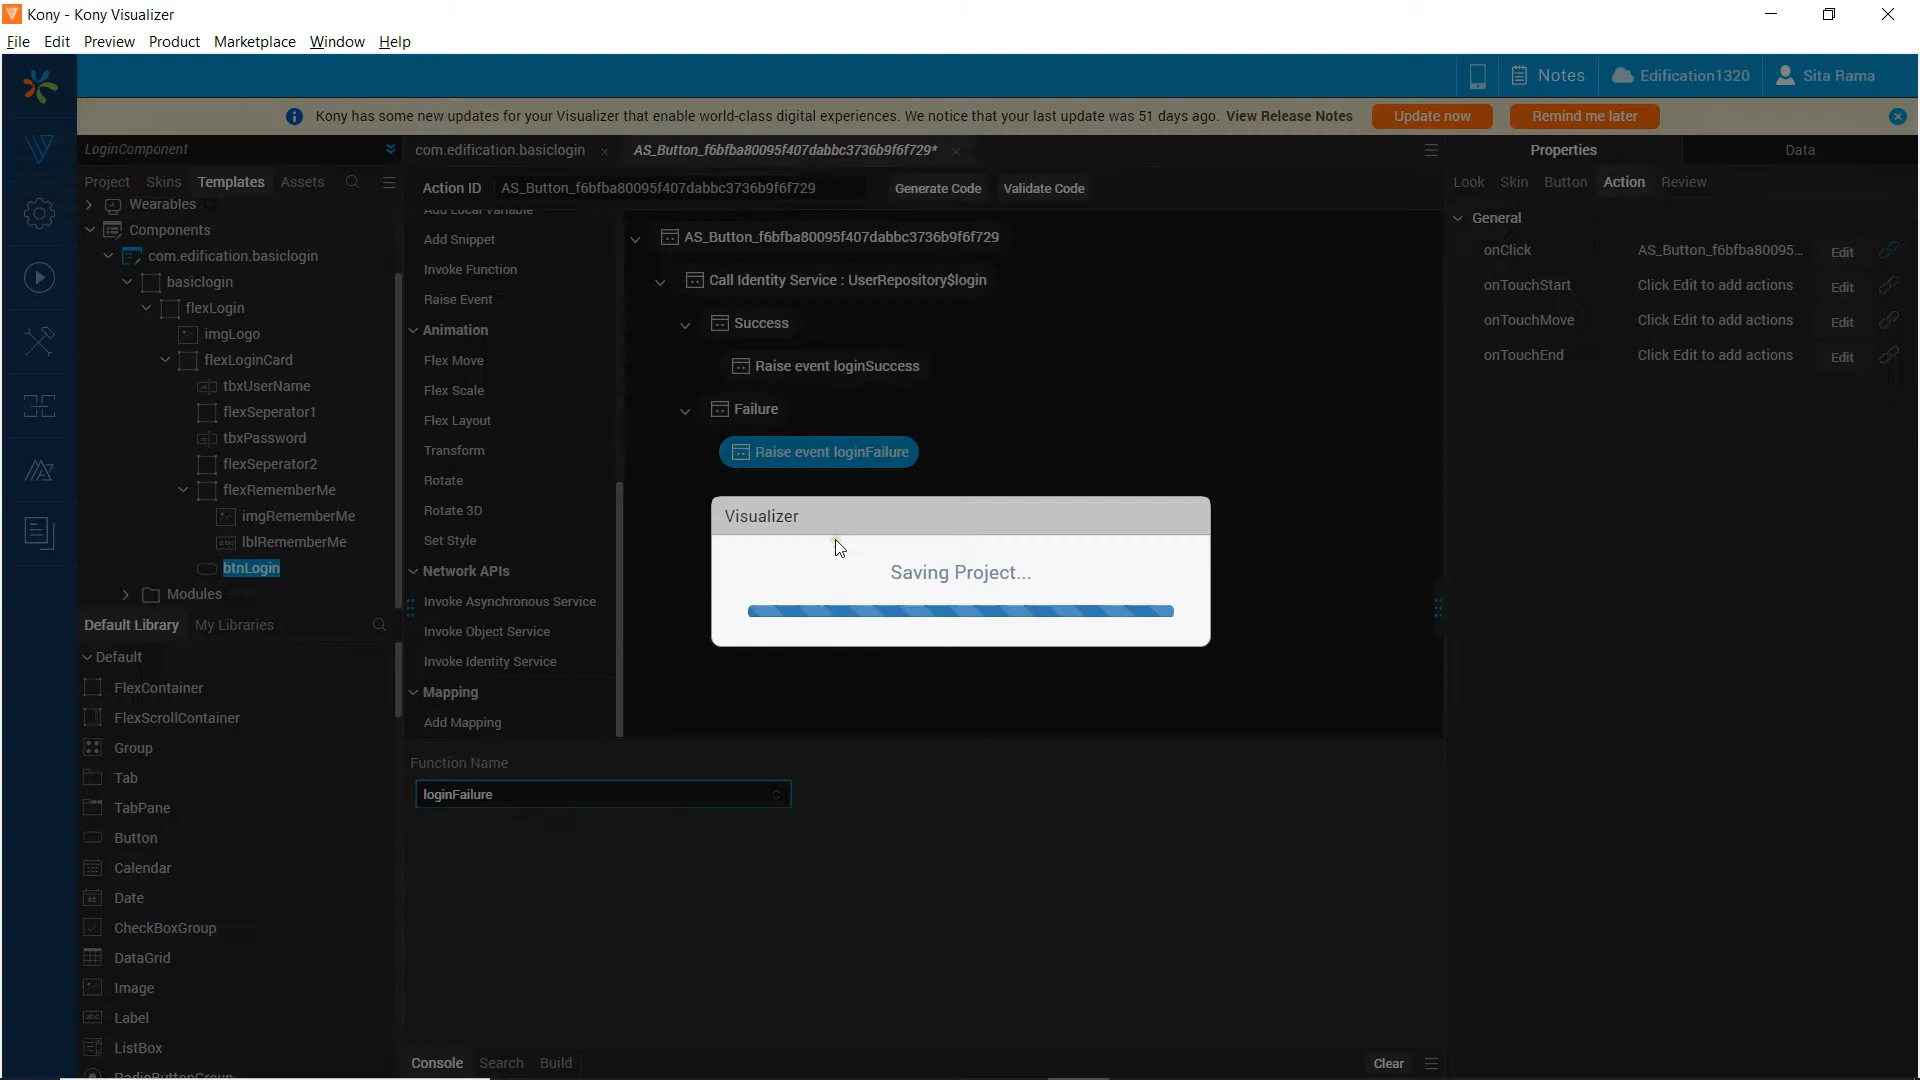 Kony - Kony Visualizer
File Edit Preview Product Marketplace Window Help
Notes Edification1320 Sita Rama
Kony has some new updates for your Visualizer that enable world-class digital experiences. We notice that your last update was 51 days ago. View Release Notes Update now Remind me later
LoginComponent
Project Skins Templates Assets
Wearables
Components
com.edification.basiclogin
basiclogin
flexLogin
imgLogo
flexLoginCard
tbxUserName
flexSeperator1
tbxPassword
flexSeperator2
flexRememberMe
imgRememberMe
lblRememberMe
btnLogin
Modules
Default Library My Libraries
Default
FlexContainer
FlexScrollContainer
Group
Tab
TabPane
Button
Calendar
Date
CheckBoxGroup
DataGrid
Image
Label
ListBox
RadioButtonGroup
com.edification.basiclogin AS_Button_f6bfba80095f407dabbc3736b9f6f729*
Action ID AS_Button_f6bfba80095f407dabbc3736b9f6f729 Generate Code Validate Code
Add Local Variable
Add Snippet
Invoke Function
Raise Event
Animation
Flex Move
Flex Scale
Flex Layout
Transform
Rotate
Rotate 3D
Set Style
Network APIs
Invoke Asynchronous Service
Invoke Object Service
Invoke Identity Service
Mapping
Add Mapping
AS_Button_f6bfba80095f407dabbc3736b9f6f729
Call Identity Service : UserRepository$login
Success
Raise event loginSuccess
Failure
Raise event loginFailure
Visualizer
Saving Project...
Function Name
loginFailure
Console Search Build Clear
Properties Data
Look Skin Button Action Review
General
onClick AS_Button_f6bfba80095... Edit
onTouchStart Click Edit to add actions Edit
onTouchMove Click Edit to add actions Edit
onTouchEnd Click Edit to add actions Edit